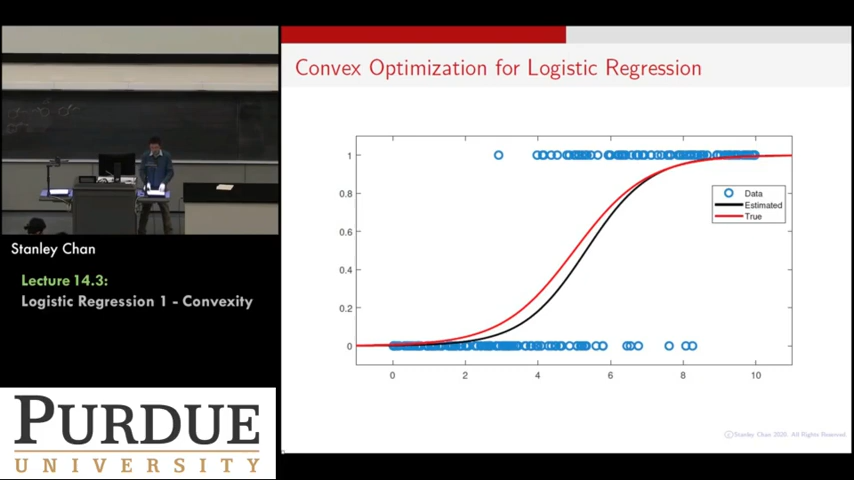 Convex Optimization for Logistic Regression
1
0.8
0.6
0.4
0.2
0
0
2
4
6
8
10
Data
Estimated
True
Stanley Chan
Lecture 14.3:
Logistic Regression 1 - Convexity
PURDUE
UNIVERSITY
©Stanley Chan 2020. All Rights Reserved.